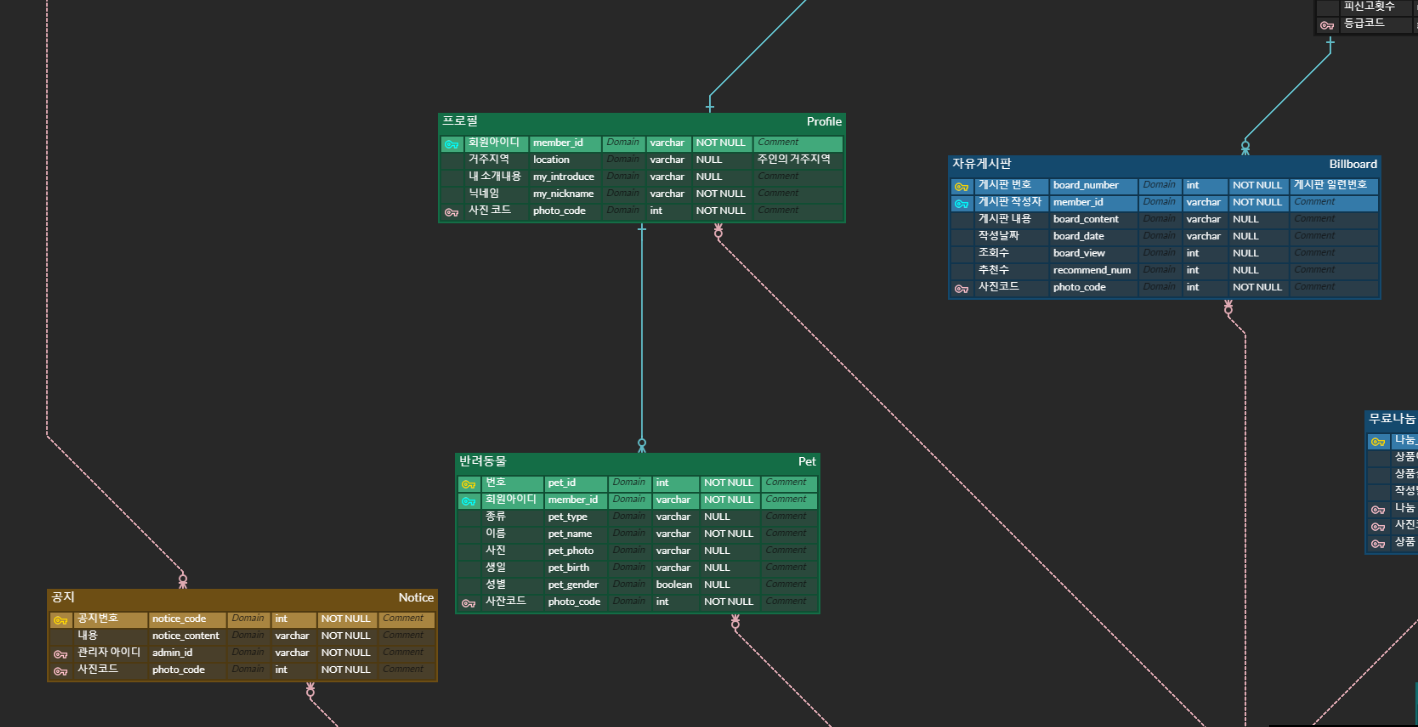 피신고횟수
등급코드
프로필 Profile
회원아이디 member_id Domain varchar NOT NULL Comment
거주지역 location Domain varchar NULL 주인의 거주지역
내 소개내용 my_introduce Domain varchar NULL Comment
닉네임 my_nickname Domain varchar NOT NULL Comment
사진 코드 photo_code Domain int NOT NULL Comment
자유게시판 Billboard
게시판 번호 board_number Domain int NOT NULL 게시판 일련번호
게시판 작성자 member_id Domain varchar NOT NULL Comment
게시판 내용 board_content Domain varchar NULL Comment
작성날짜 board_date Domain varchar NULL Comment
조회수 board_view Domain int NULL Comment
추천수 recommend_num Domain int NULL Comment
사진코드 photo_code Domain int NOT NULL Comment
무료나눔
나눔_
상품
상품
작성
나눔
사진
상품
반려동물 Pet
번호 pet_id Domain int NOT NULL Comment
회원아이디 member_id Domain varchar NOT NULL Comment
종류 pet_type Domain varchar NULL Comment
이름 pet_name Domain varchar NOT NULL Comment
사진 pet_photo Domain varchar NULL Comment
생일 pet_birth Domain varchar NULL Comment
성별 pet_gender Domain boolean NULL Comment
사잔코드 photo_code Domain int NOT NULL Comment
공지 Notice
공지번호 notice_code Domain int NOT NULL Comment
내용 notice_content Domain varchar NOT NULL Comment
관리자 아이디 admin_id Domain varchar NOT NULL Comment
사진코드 photo_code Domain int NOT NULL Comment